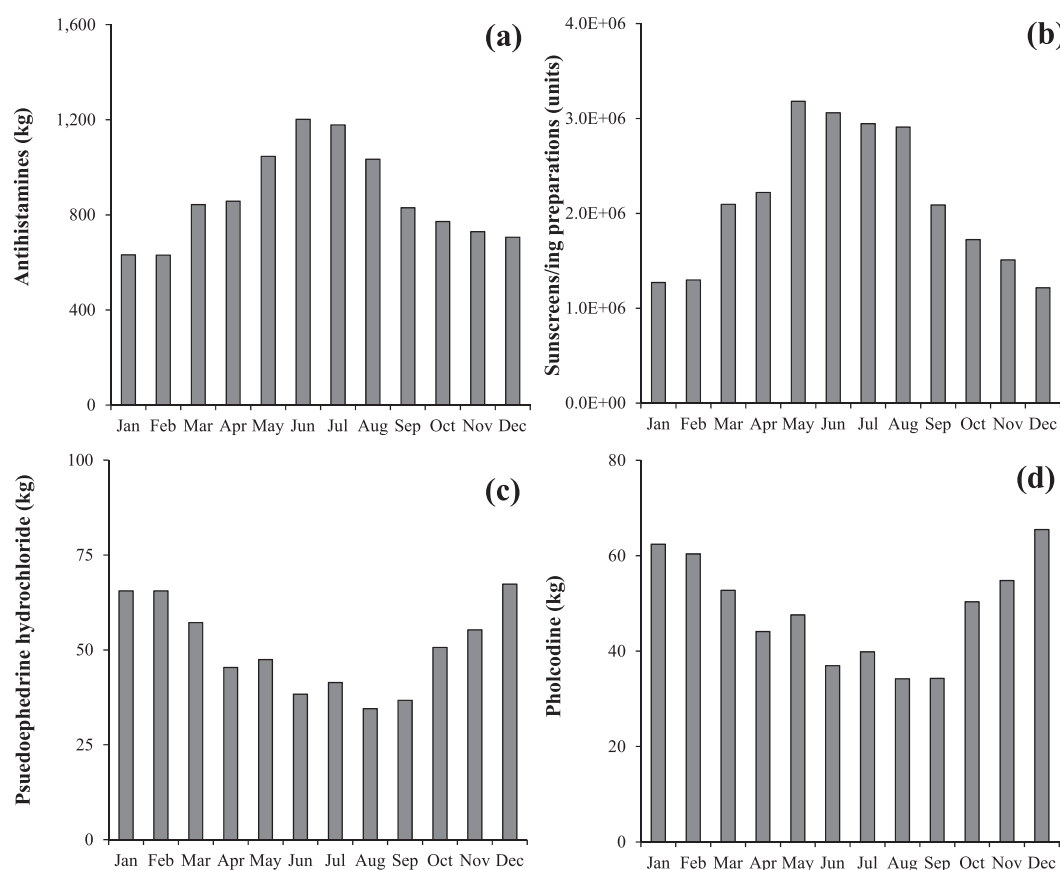 (a)
Antihistamines (kg)
1,600
1,200
800
400
0
Jan Feb Mar Apr May Jun Jul Aug Sep Oct Nov Dec
(b)
Sunscreens/ing preparations (units)
4.0E+06
3.0E+06
2.0E+06
1.0E+06
0.0E+00
Jan Feb Mar Apr May Jun Jul Aug Sep Oct Nov Dec
(c)
Psuedoephedrine hydrochloride (kg)
100
75
50
25
0
Jan Feb Mar Apr May Jun Jul Aug Sep Oct Nov Dec
(d)
Pholcodine (kg)
80
60
40
20
0
Jan Feb Mar Apr May Jun Jul Aug Sep Oct Nov Dec